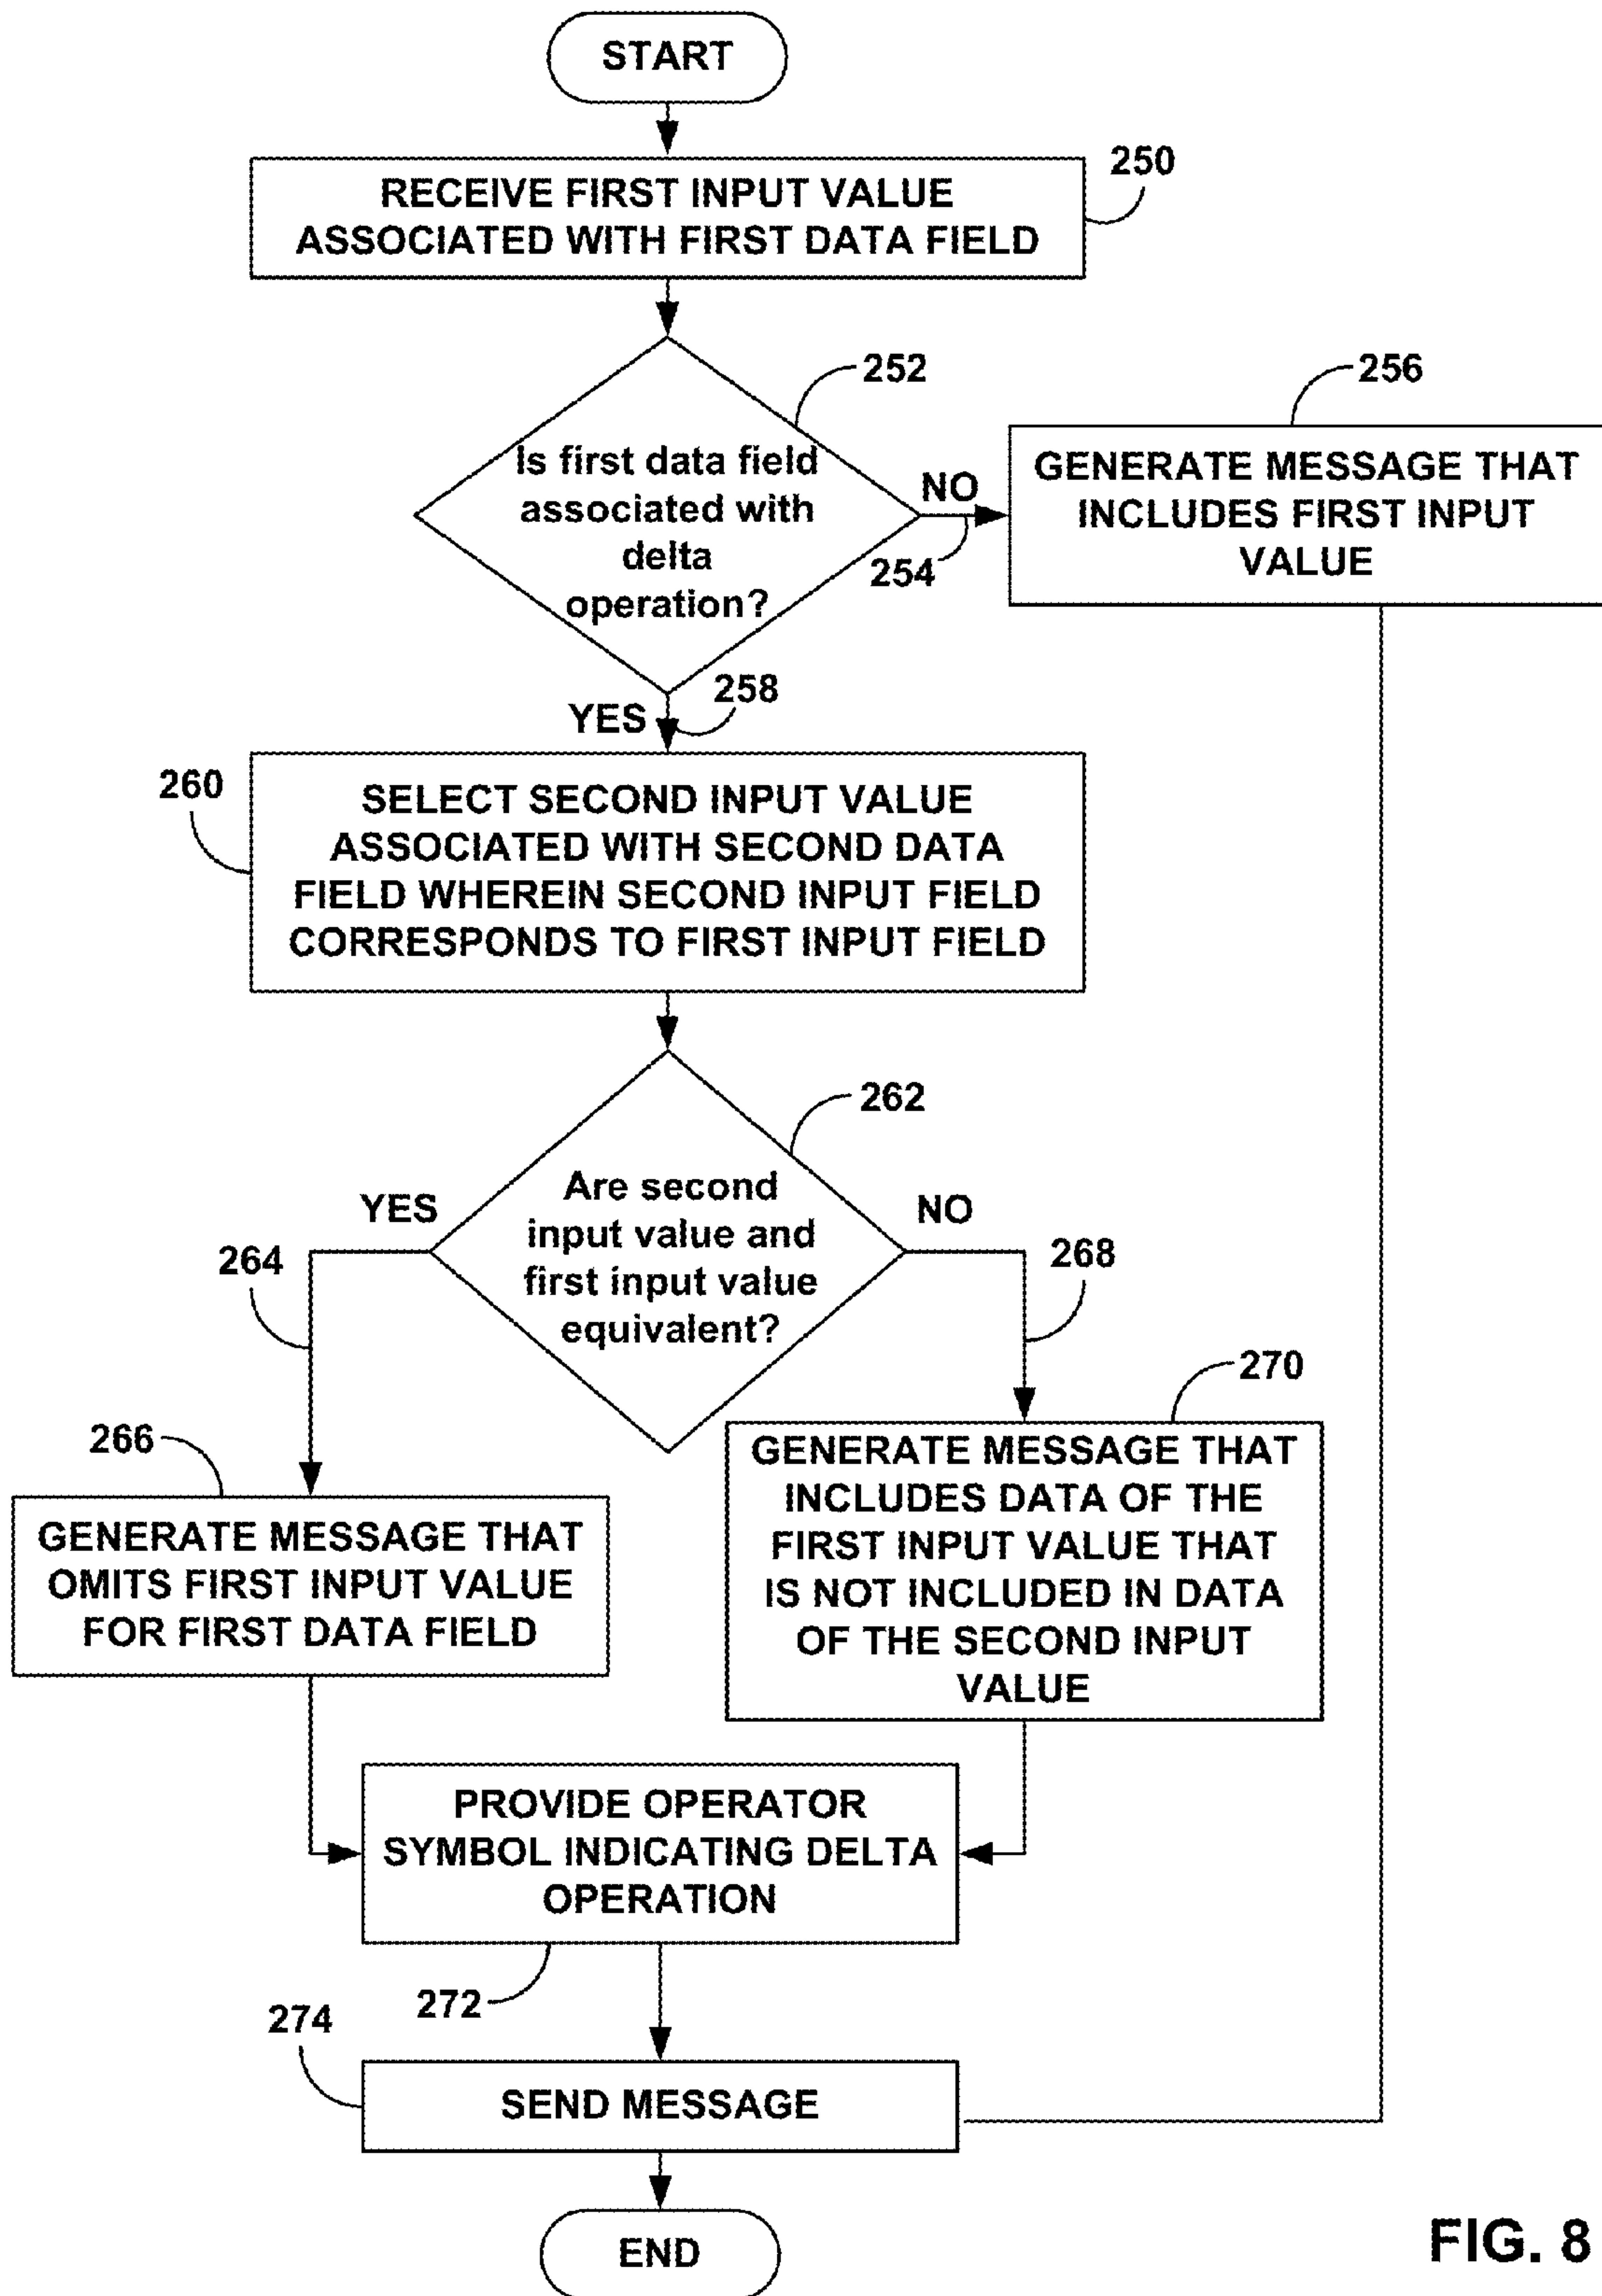 START
250
RECEIVE FIRST INPUT VALUE
ASSOCIATED WITH FIRST DATA FIELD
252
256
Is first data field
associated with
delta
operation?
NO
254
GENERATE MESSAGE THAT
INCLUDES FIRST INPUT
VALUE
258
YES
260
SELECT SECOND INPUT VALUE
ASSOCIATED WITH SECOND DATA
FIELD WHEREIN SECOND INPUT FIELD
CORRESPONDS TO FIRST INPUT FIELD
262
Are second
input value and
first input value
equivalent?
YES
NO
264
268
270
266
GENERATE MESSAGE THAT
OMITS FIRST INPUT VALUE
FOR FIRST DATA FIELD
GENERATE MESSAGE THAT
INCLUDES DATA OF THE
FIRST INPUT VALUE THAT
IS NOT INCLUDED IN DATA
OF THE SECOND INPUT
VALUE
PROVIDE OPERATOR
SYMBOL INDICATING DELTA
OPERATION
272
274
SEND MESSAGE
END
FIG. 8